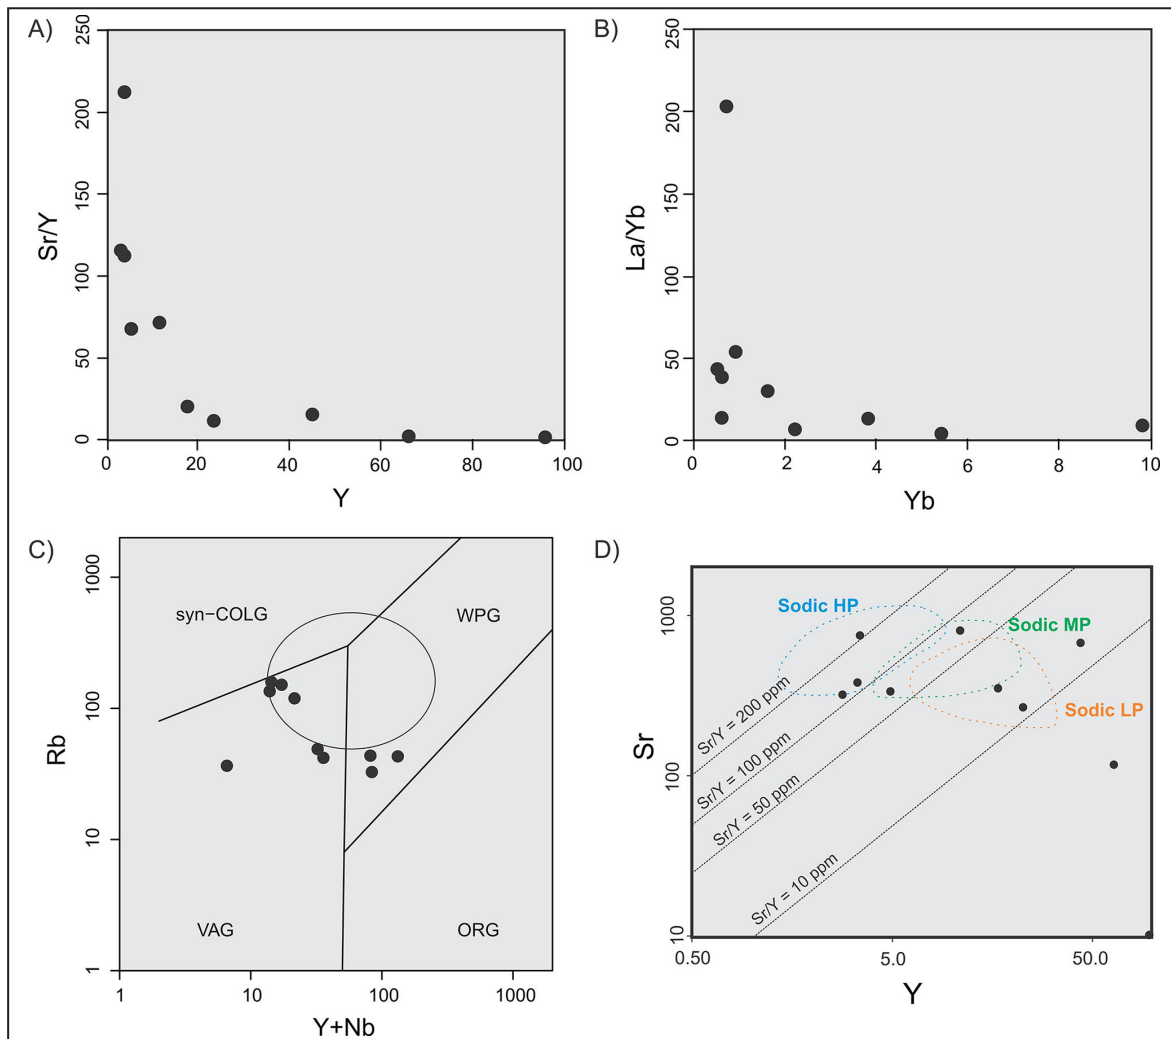 A)
250
200
150
100
50
0
Sr/Y
0
20
40
60
80
100
Y
B)
250
200
150
100
50
0
La/Yb
0
2
4
6
8
10
Yb
C)
1000
100
10
1
Rb
syn−COLG
WPG
VAG
ORG
1
10
100
1000
Y+Nb
D)
1000
100
10
Sr
Sodic HP
Sodic MP
Sodic LP
Sr/Y = 200 ppm
Sr/Y = 100 ppm
Sr/Y = 50 ppm
Sr/Y = 10 ppm
0.50
5.0
50.0
Y